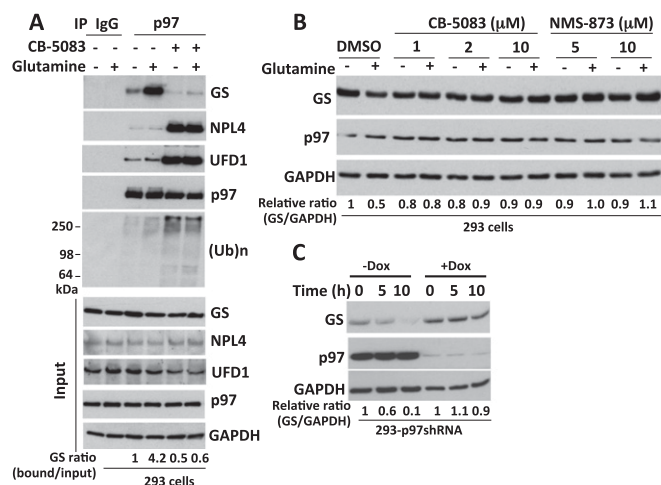 A
IP IgG p97
CB-5083 - - - - + +
Glutamine - + - + - +
GS
NPL4
UFD1
p97
250
98
64
kDa
(Ub)n
Input
GS
NPL4
UFD1
p97
GAPDH
GS ratio 1 4.2 0.5 0.6
(bound/input)
293 cells
B
CB-5083 (μM) NMS-873 (μM)
DMSO 1 2 10 5 10
Glutamine - + - + - + - + - + - +
GS
p97
GAPDH
Relative ratio 1 0.5 0.8 0.8 0.8 0.9 0.9 0.9 0.9 1.0 0.9 1.1
(GS/GAPDH)
293 cells
C
-Dox +Dox
Time (h) 0 5 10 0 5 10
GS
p97
GAPDH
Relative ratio 1 0.6 0.1 1 1.1 0.9
(GS/GAPDH)
293-p97shRNA